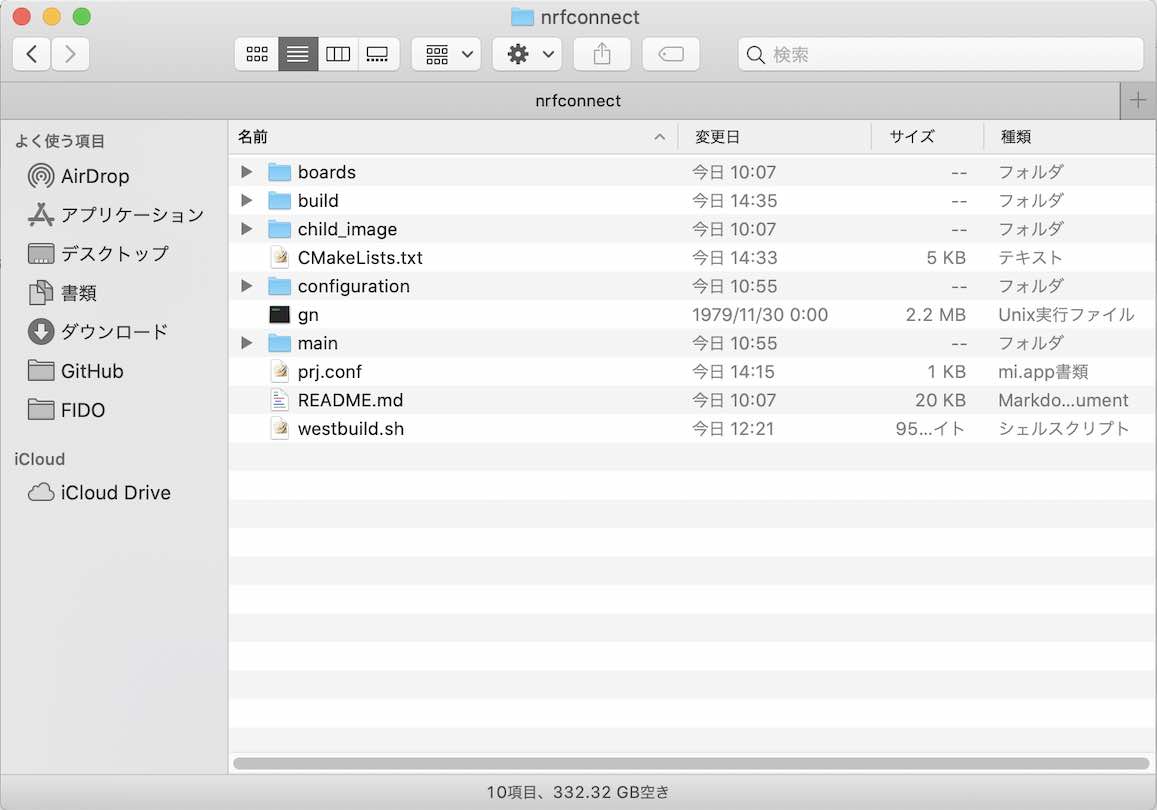 nrfconnect
検索
nrfconnect
よく使う項目
AirDrop
アプリケーション
デスクトップ
書類
ダウンロード
GitHub
FIDO
iCloud
iCloud Drive
名前 変更日 サイズ 種類
boards 今日 10:07 -- フォルダ
build 今日 14:35 -- フォルダ
child_image 今日 10:07 -- フォルダ
CMakeLists.txt 今日 14:33 5 KB テキスト
configuration 今日 10:55 -- フォルダ
gn 1979/11/30 0:00 2.2 MB Unix実行ファイル
main 今日 10:55 -- フォルダ
prj.conf 今日 14:15 1 KB mi.app書類
README.md 今日 10:07 20 KB Markdo...ument
westbuild.sh 今日 12:21 95...イト シェルスクリプト
10項目、332.32 GB空き